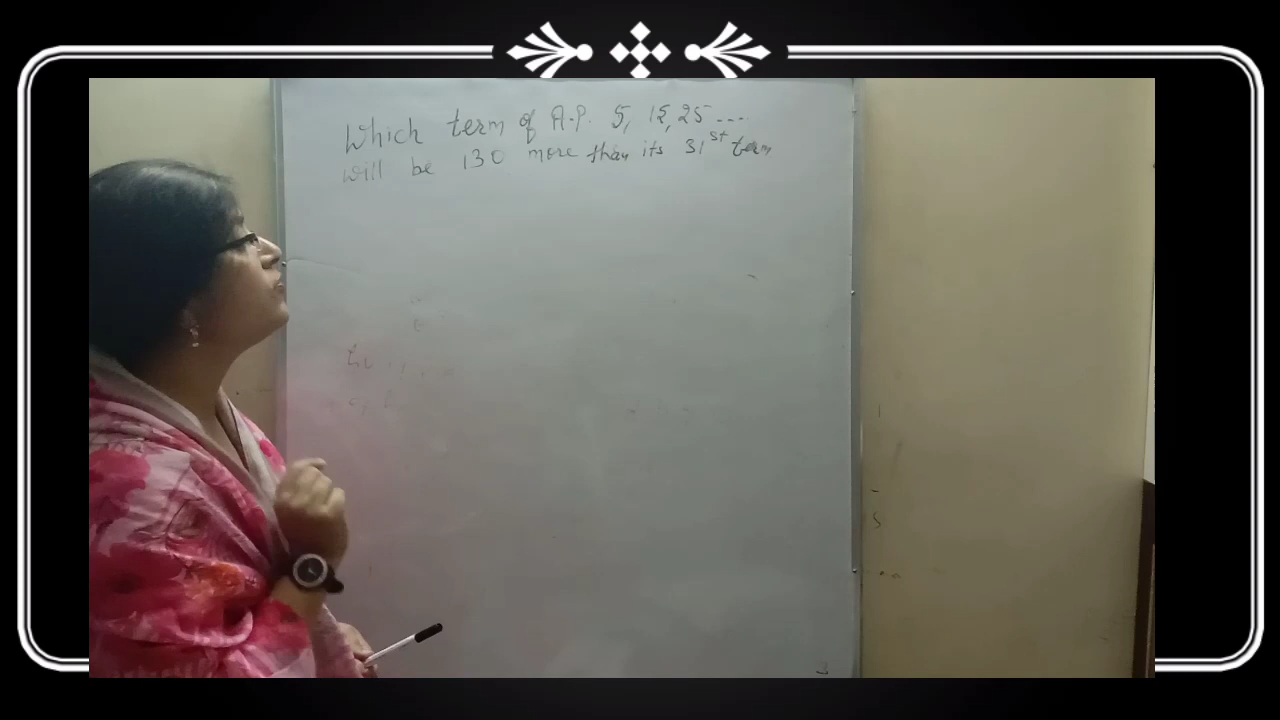 Which term of A.P. 5, 15, 25 ....
will be 130 more than its 31st term